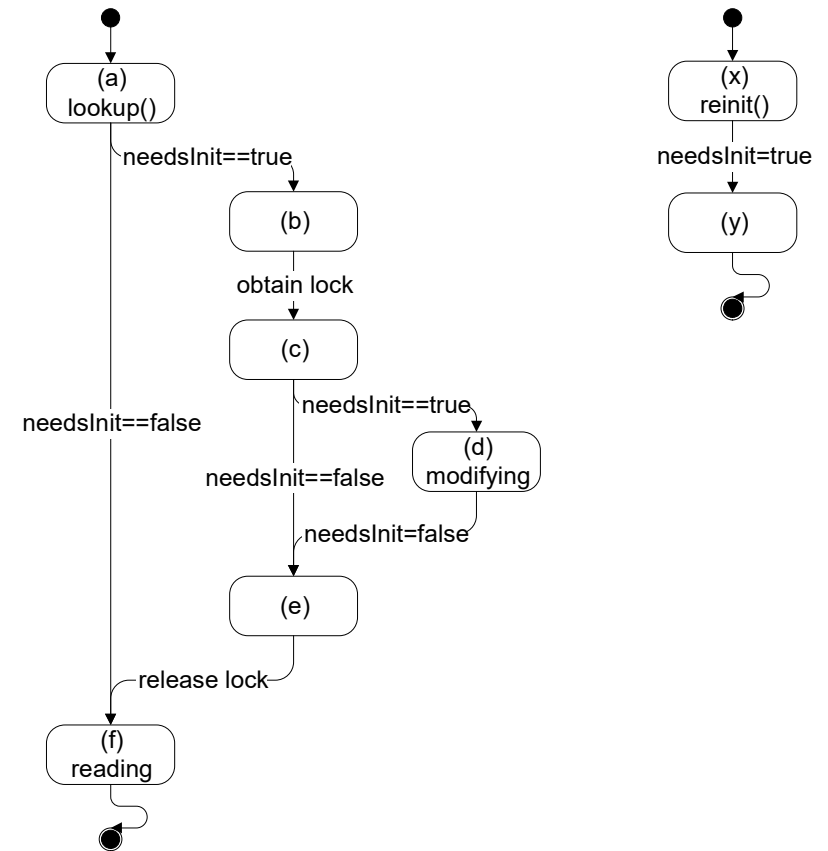 (a)
lookup()
needsInit==true
(b)
obtain lock
(c)
needsInit==true
needsInit==false
(d)
modifying
needsInit==false
needsInit=false
(e)
release lock
(f)
reading
(x)
reinit()
needsInit=true
(y)